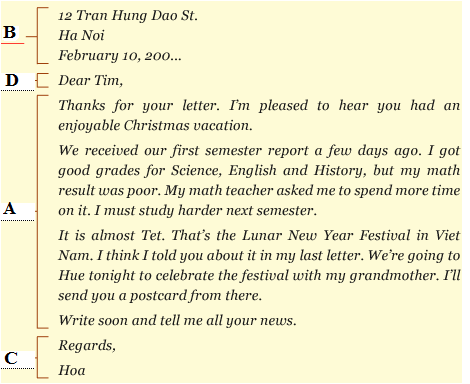 B
12 Tran Hung Dao St.
Ha Noi
February 10, 200...
D
Dear Tim,
Thanks for your letter. I'm pleased to hear you had an
enjoyable Christmas vacation.
We received our first semester report a few days ago. I got
good grades for Science, English and History, but my math
result was poor. My math teacher asked me to spend more time
on it. I must study harder next semester.
A
It is almost Tet. That's the Lunar New Year Festival in Viet
Nam. I think I told you about it in my last letter. We're going to
Hue tonight to celebrate the festival with my grandmother. I'll
send you a postcard from there.
Write soon and tell me all your news.
C
Regards,
Hoa